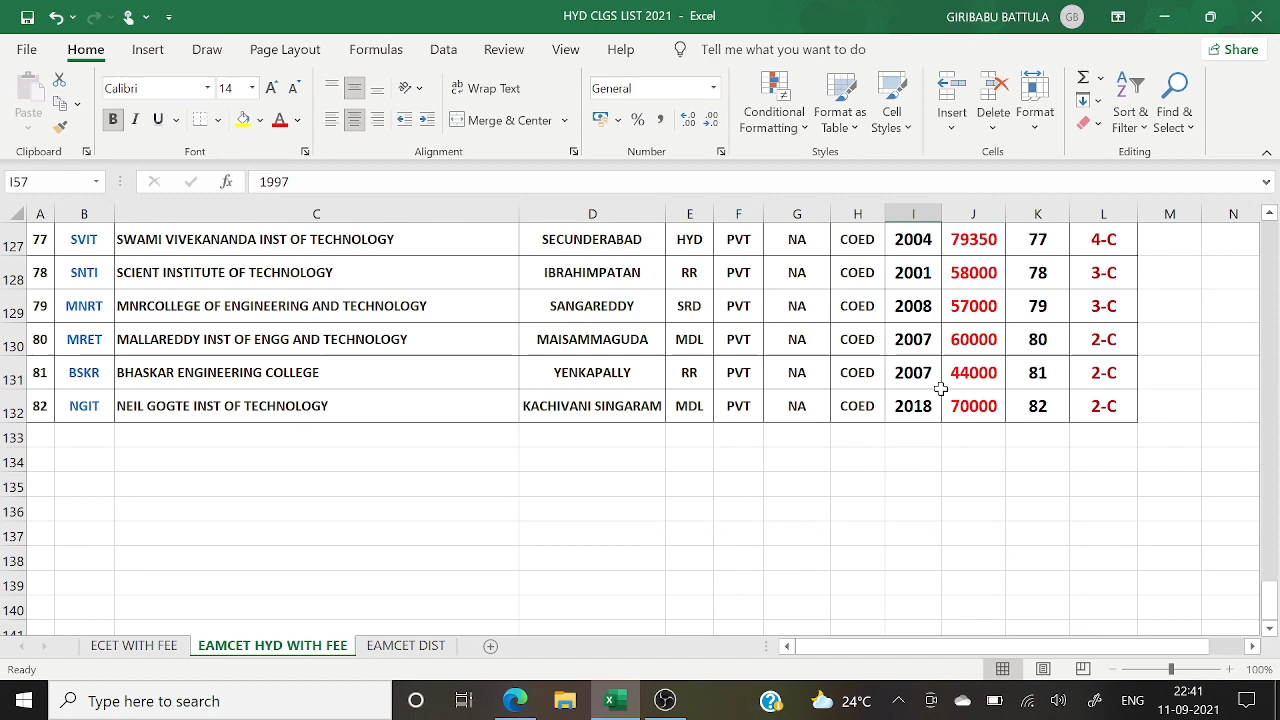 HYD CLGS LIST 2021 - Excel
GIRIBABU BATTULA GB
File Home Insert Draw Page Layout Formulas Data Review View Help Tell me what you want to do Share
Paste
Calibri 14
B I U A
Wrap Text
Merge & Center
General
% ,
Conditional Formatting
Format as Table
Cell Styles
Insert Delete Format
Sort & Filter
Find & Select
Clipboard Font Alignment Number Styles Cells Editing
I57 fx 1997
A B C D E F G H I J K L M N
127 77 SVIT SWAMI VIVEKANANDA INST OF TECHNOLOGY SECUNDERABAD HYD PVT NA COED 2004 79350 77 4-C
128 78 SNTI SCIENT INSTITUTE OF TECHNOLOGY IBRAHIMPATAN RR PVT NA COED 2001 58000 78 3-C
129 79 MNRT MNRCOLLEGE OF ENGINEERING AND TECHNOLOGY SANGAREDDY SRD PVT NA COED 2008 57000 79 3-C
130 80 MRET MALLAREDDY INST OF ENGG AND TECHNOLOGY MAISAMMAGUDA MDL PVT NA COED 2007 60000 80 2-C
131 81 BSKR BHASKAR ENGINEERING COLLEGE YENKAPALLY RR PVT NA COED 2007 44000 81 2-C
132 82 NGIT NEIL GOGTE INST OF TECHNOLOGY KACHIVANI SINGARAM MDL PVT NA COED 2018 70000 82 2-C
133
134
135
136
137
138
139
140
141
ECET WITH FEE EAMCET HYD WITH FEE EAMCET DIST
Ready 100%
Type here to search
24°C ENG 22:41
11-09-2021